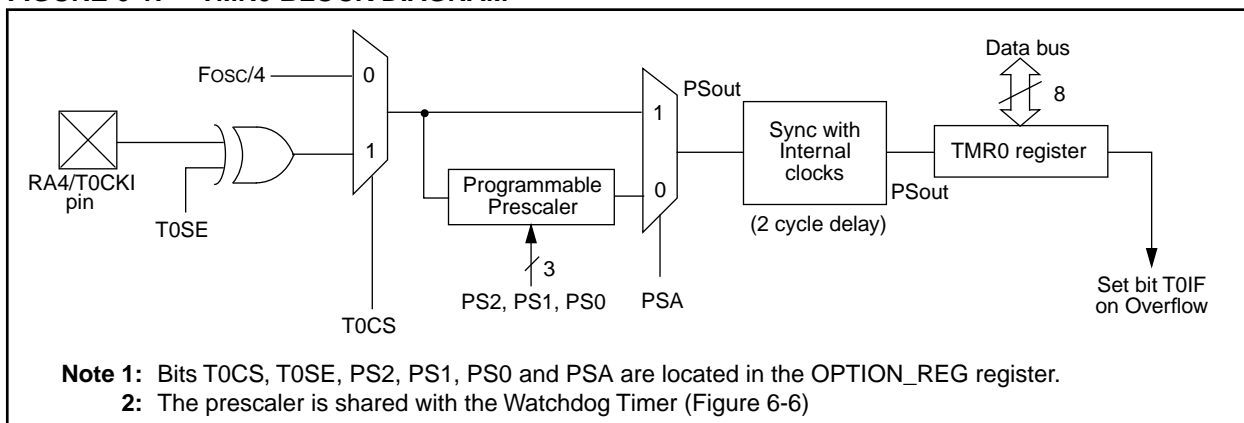 FOSC/4
0
1
RA4/T0CKI
pin
T0SE
T0CS
Programmable
Prescaler
3
PS2, PS1, PS0
1
0
PSA
PSout
Sync with
Internal
clocks
(2 cycle delay)
PSout
Data bus
8
TMR0 register
Set bit T0IF
on Overflow
Note 1: Bits T0CS, T0SE, PS2, PS1, PS0 and PSA are located in the OPTION_REG register.
2: The prescaler is shared with the Watchdog Timer (Figure 6-6)